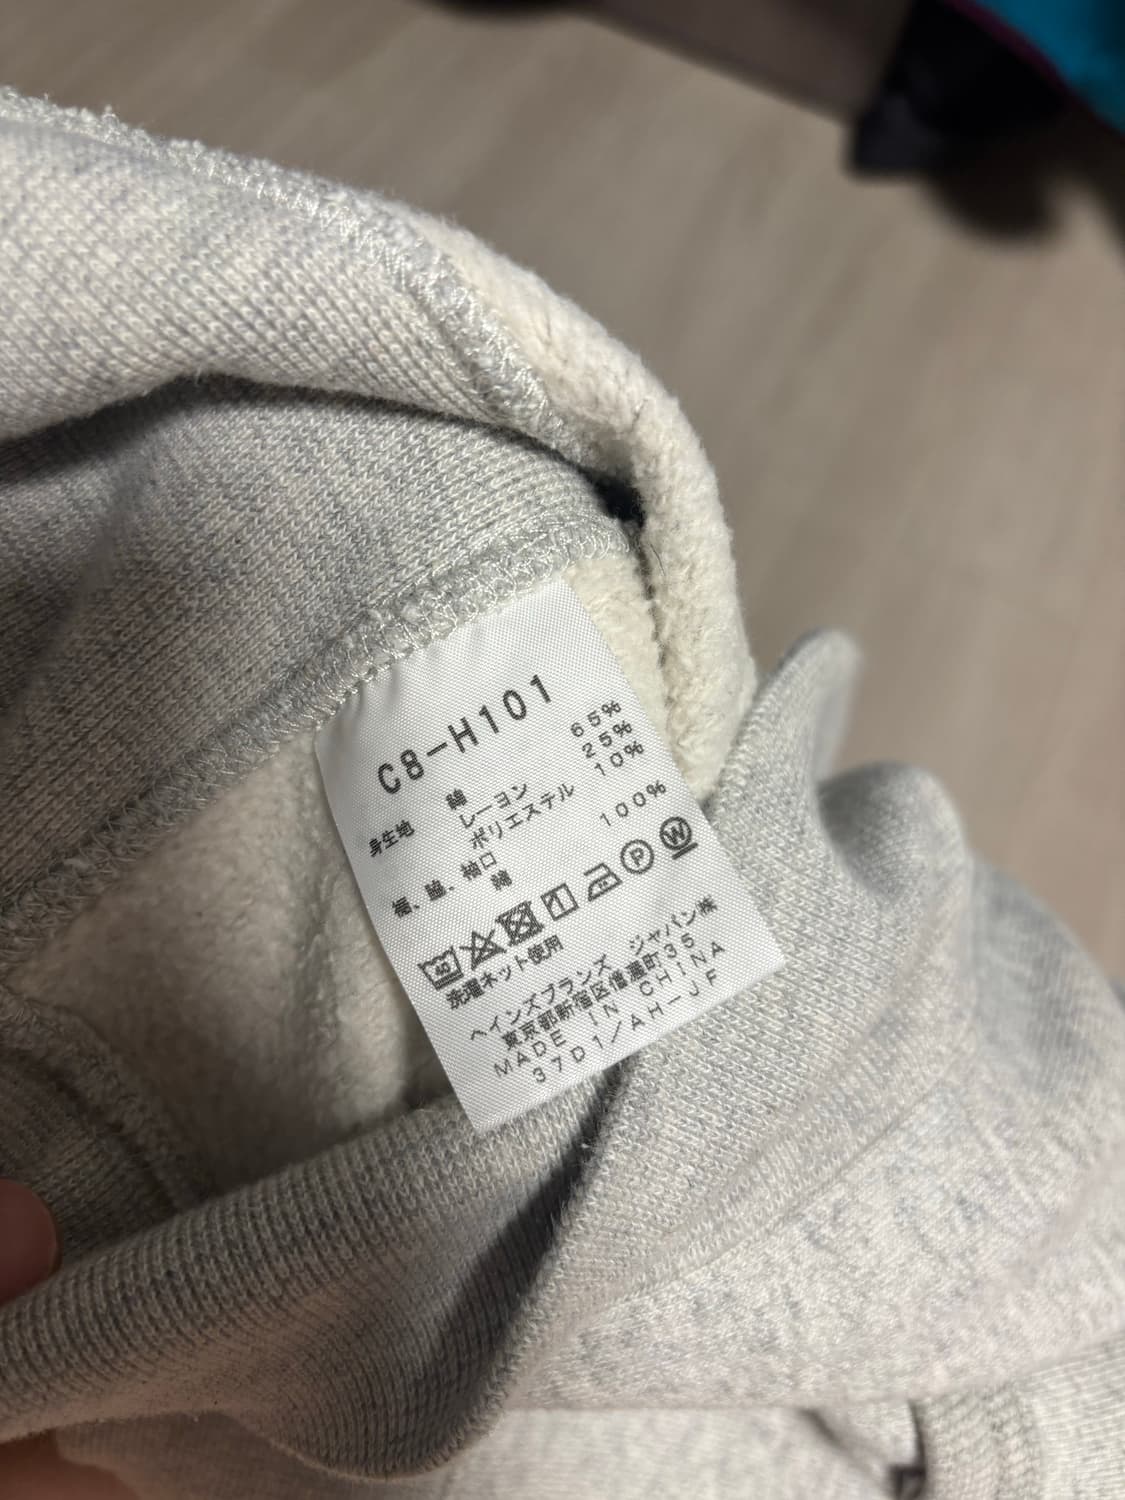 C8-H101
身生地 綿 65%
レーヨン 25%
ポリエステル 10%
裾、脇、袖口
綿 100%
40
P W
洗濯ネット使用
ヘインズブランズ ジャパン㈱
東京都新宿区信濃町35
MADE IN CHINA
37D1/AH-JF